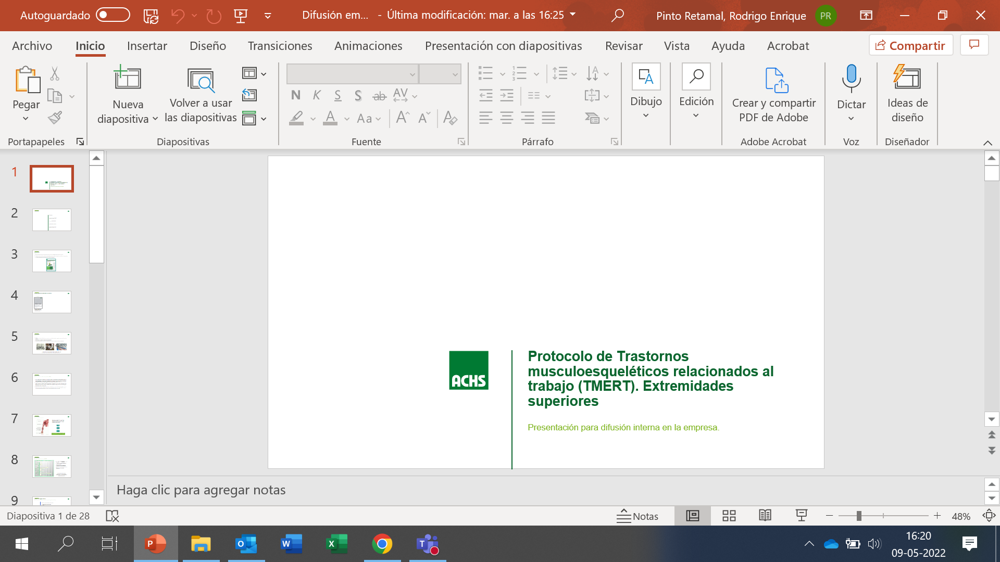 Autoguardado
Difusión em... - Última modificación: mar. a las 16:25
Pinto Retamal, Rodrigo Enrique
PR
Archivo Inicio Insertar Diseño Transiciones Animaciones Presentación con diapositivas Revisar Vista Ayuda Acrobat
Compartir
Pegar
Nueva
diapositiva
Volver a usar
las diapositivas
N K S S ab AV
A Aa A A A
Dibujo
Edición
Crear y compartir
PDF de Adobe
Dictar
Ideas de
diseño
Portapapeles
Diapositivas
Fuente
Párrafo
Adobe Acrobat
Voz
Diseñador
1
2
3
4
5
6
7
8
9
ACHS
Protocolo de Trastornos
musculoesqueléticos relacionados al
trabajo (TMERT). Extremidades
superiores
Presentación para difusión interna en la empresa.
Haga clic para agregar notas
Diapositiva 1 de 28
Notas
48%
16:20
09-05-2022